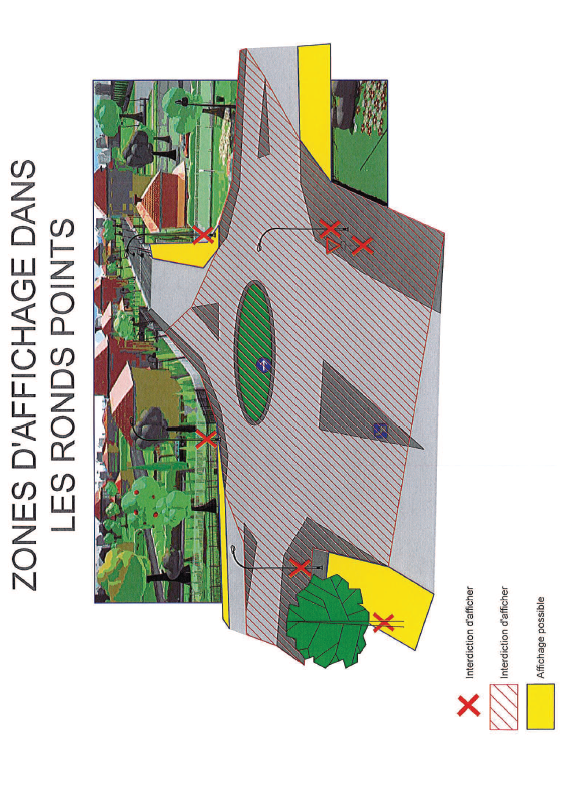 ZONES D'AFFICHAGE DANS
LES RONDS POINTS
Interdiction d'afficher
Interdiction d'afficher
Affichage possible